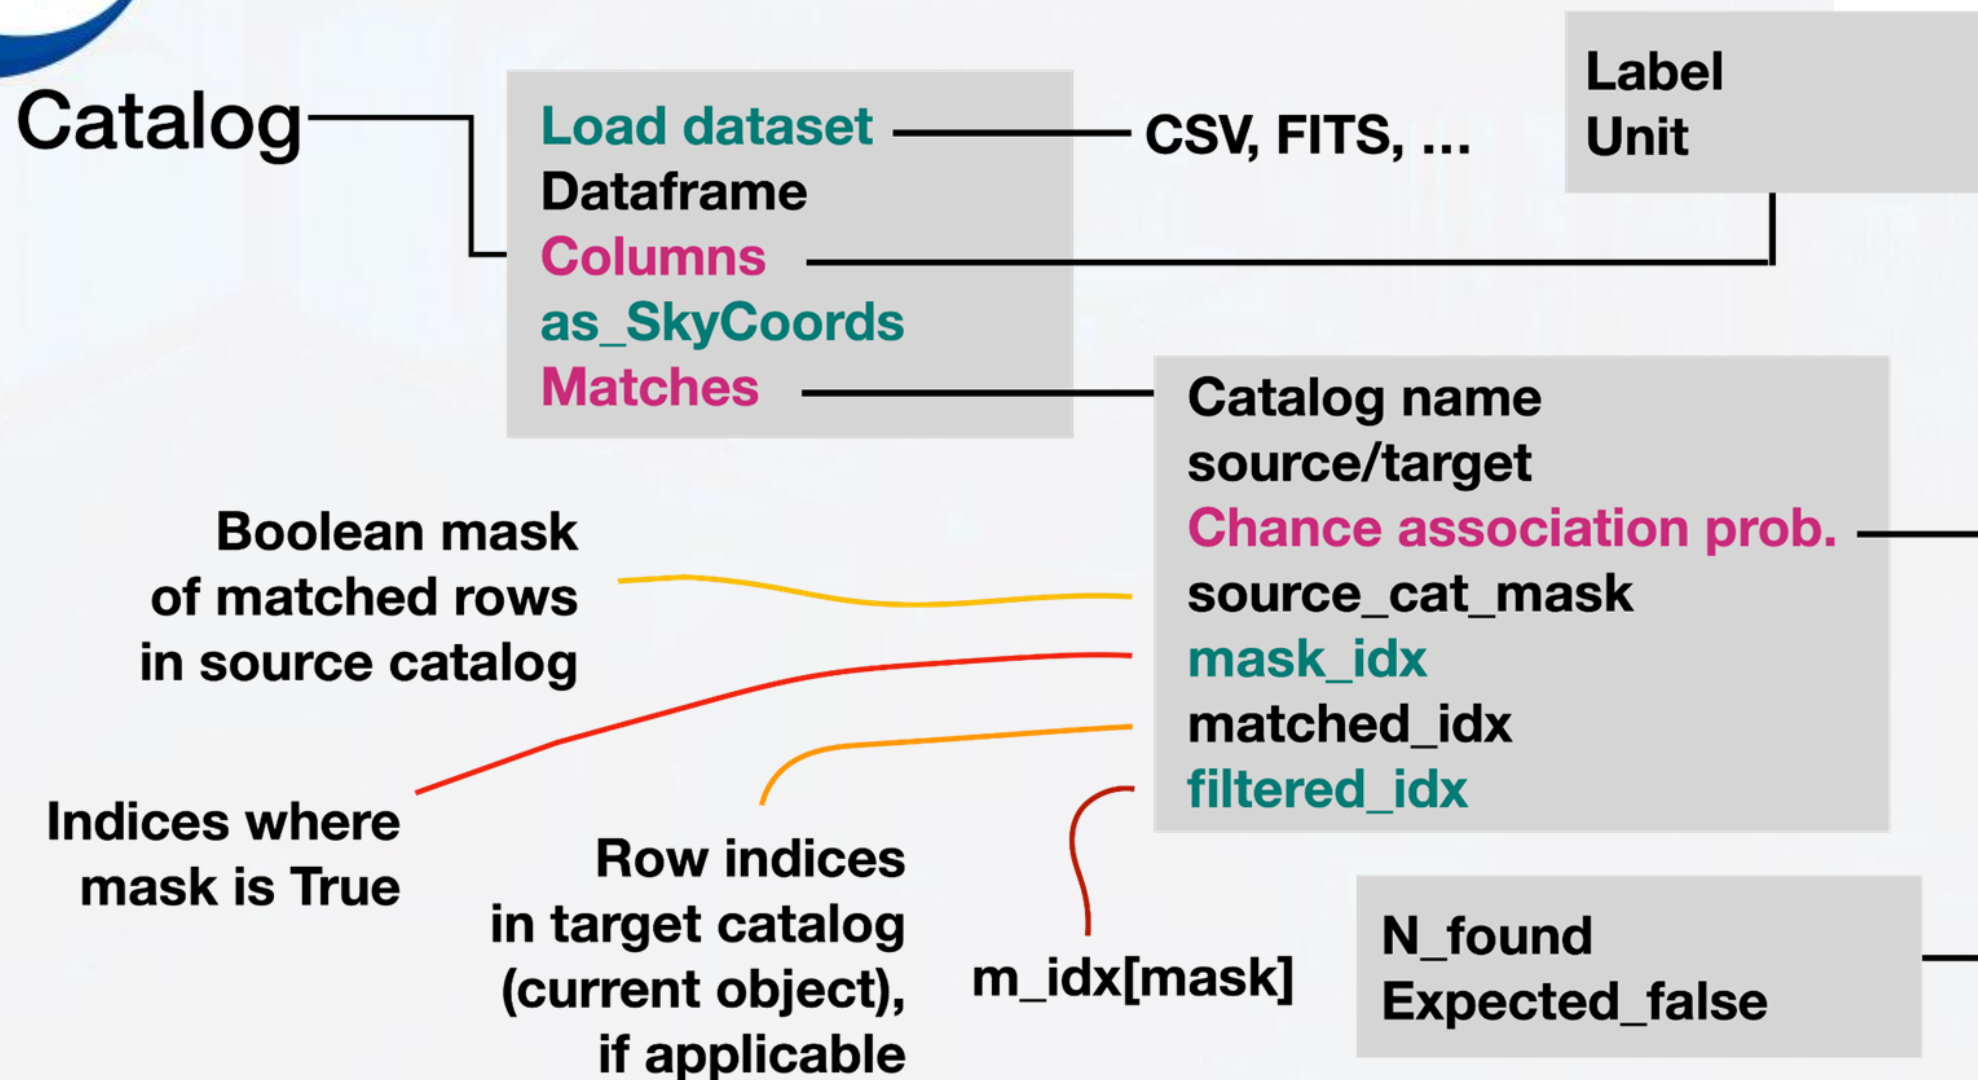 Catalog
Load dataset
Dataframe
Columns
as_SkyCoords
Matches
CSV, FITS, ...
Label
Unit
Catalog name
source/target
Chance association prob.
source_cat_mask
mask_idx
matched_idx
filtered_idx
Boolean mask
of matched rows
in source catalog
Indices where
mask is True
Row indices
in target catalog
(current object),
if applicable
m_idx[mask]
N_found
Expected_false